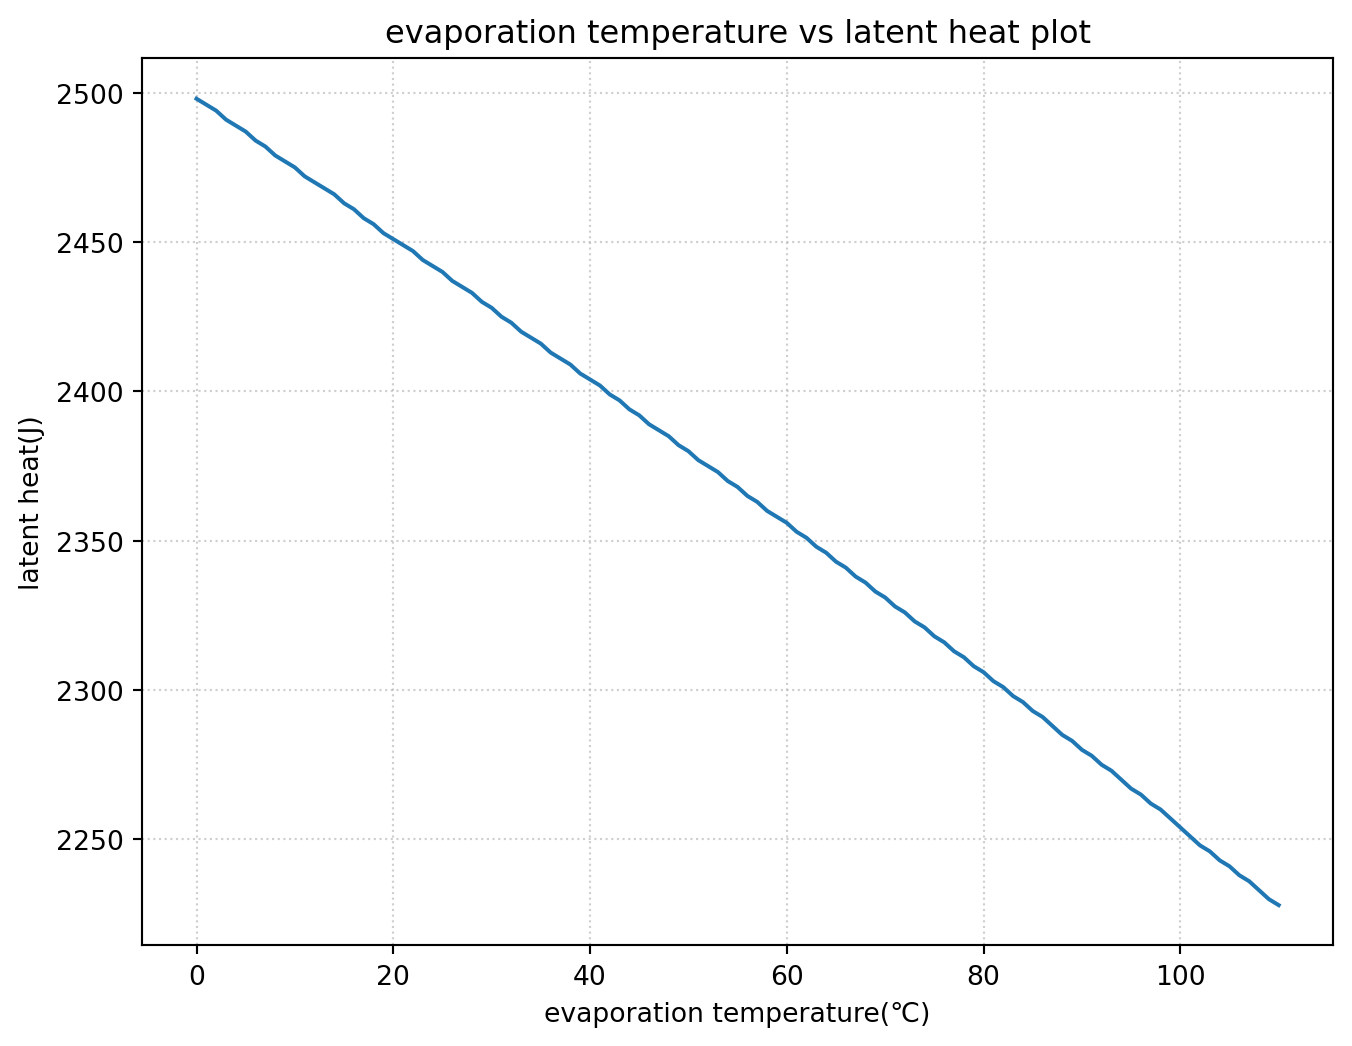 evaporation temperature vs latent heat plot
2500
2450
2400
2350
2300
2250
latent heat(J)
0 20 40 60 80 100
evaporation temperature(℃)